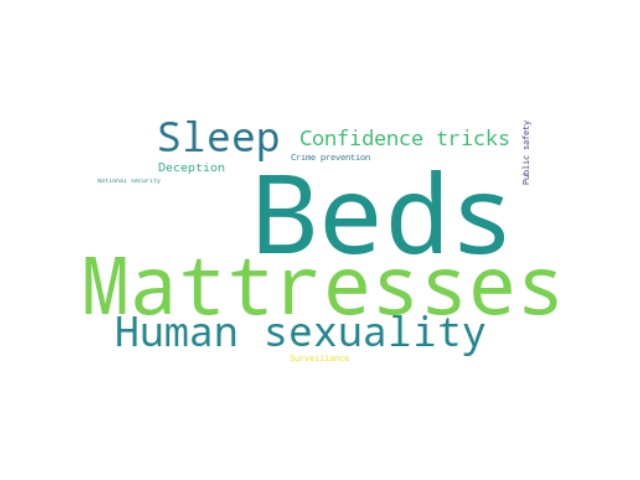 Sleep
Confidence tricks
Public safety
Crime prevention
Deception
National security
Beds
Mattresses
Human sexuality
Surveillance